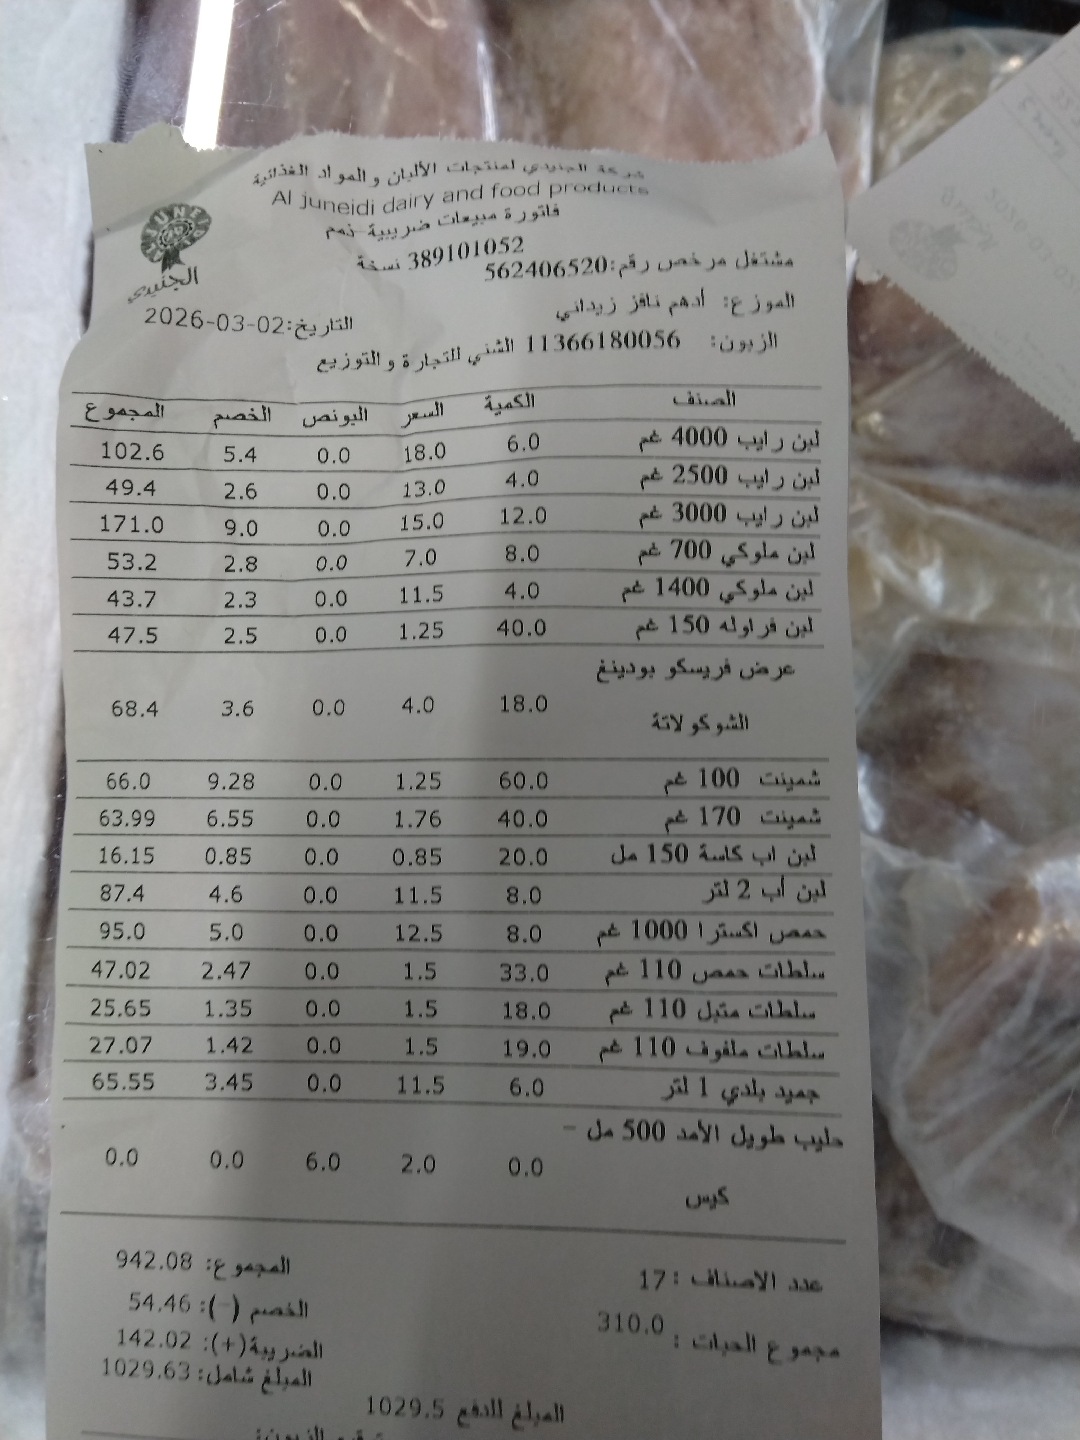 شركة الجنيدي لمنتجات الألبان و المواد الغذائية
Al juneidi dairy and food products
فاتورة مبيعات ضريبية ذمم
389101052 نسخة
مشتغل مرخص رقم:562406520
الجنيدي
الموزع: أدهم نافز زيداني
التاريخ:2026-03-02
الزبون: 11366180056 الشني للتجارة و التوزيع
الصنف الكمية السعر البونص الخصم المجموع
لبن رايب 4000 غم 6.0 18.0 0.0 5.4 102.6
لبن رايب 2500 غم 4.0 13.0 0.0 2.6 49.4
لبن رايب 3000 غم 12.0 15.0 0.0 9.0 171.0
لبن ملوكي 700 غم 8.0 7.0 0.0 2.8 53.2
لبن ملوكي 1400 غم 4.0 11.5 0.0 2.3 43.7
لبن فراوله 150 غم 40.0 1.25 0.0 2.5 47.5
عرض فريسكو بودينغ
18.0 4.0 0.0 3.6 68.4
الشوكولاتة
شمينت 100 غم 60.0 1.25 0.0 9.28 66.0
شمينت 170 غم 40.0 1.76 0.0 6.55 63.99
لبن اب كاسة 150 مل 20.0 0.85 0.0 0.85 16.15
لبن أب 2 لتر 8.0 11.5 0.0 4.6 87.4
حمص اكسترا 1000 غم 8.0 12.5 0.0 5.0 95.0
سلطات حمص 110 غم 33.0 1.5 0.0 2.47 47.02
سلطات متبل 110 غم 18.0 1.5 0.0 1.35 25.65
سلطات ملفوف 110 غم 19.0 1.5 0.0 1.42 27.07
جميد بلدي 1 لتر 6.0 11.5 0.0 3.45 65.55
حليب طويل الأمد 500 مل -
0.0 2.0 6.0 0.0 0.0
كيس
عدد الاصناف : 17
المجموع: 942.08
مجموع الحبات : 310.0
الخصم (-): 54.46
الضريبة(+): 142.02
المبلغ شامل: 1029.63
المبلغ للدفع 1029.5